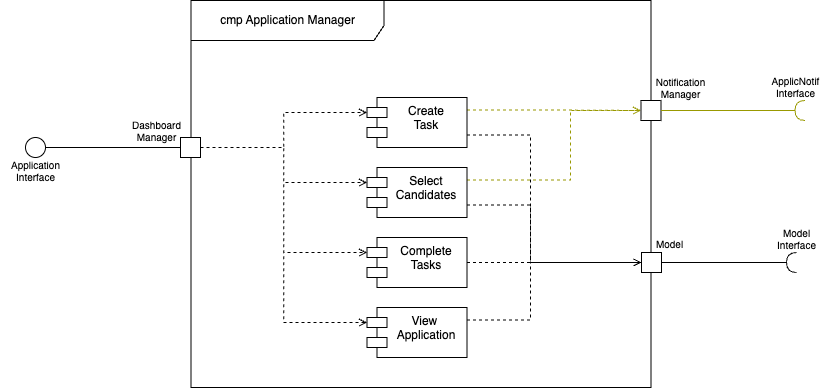 cmp Application Manager
Notification
Manager
ApplicNotif
Interface
Create
Task
Dashboard
Manager
Application
Interface
Select
Candidates
Model
Model
Interface
Complete
Tasks
View
Application